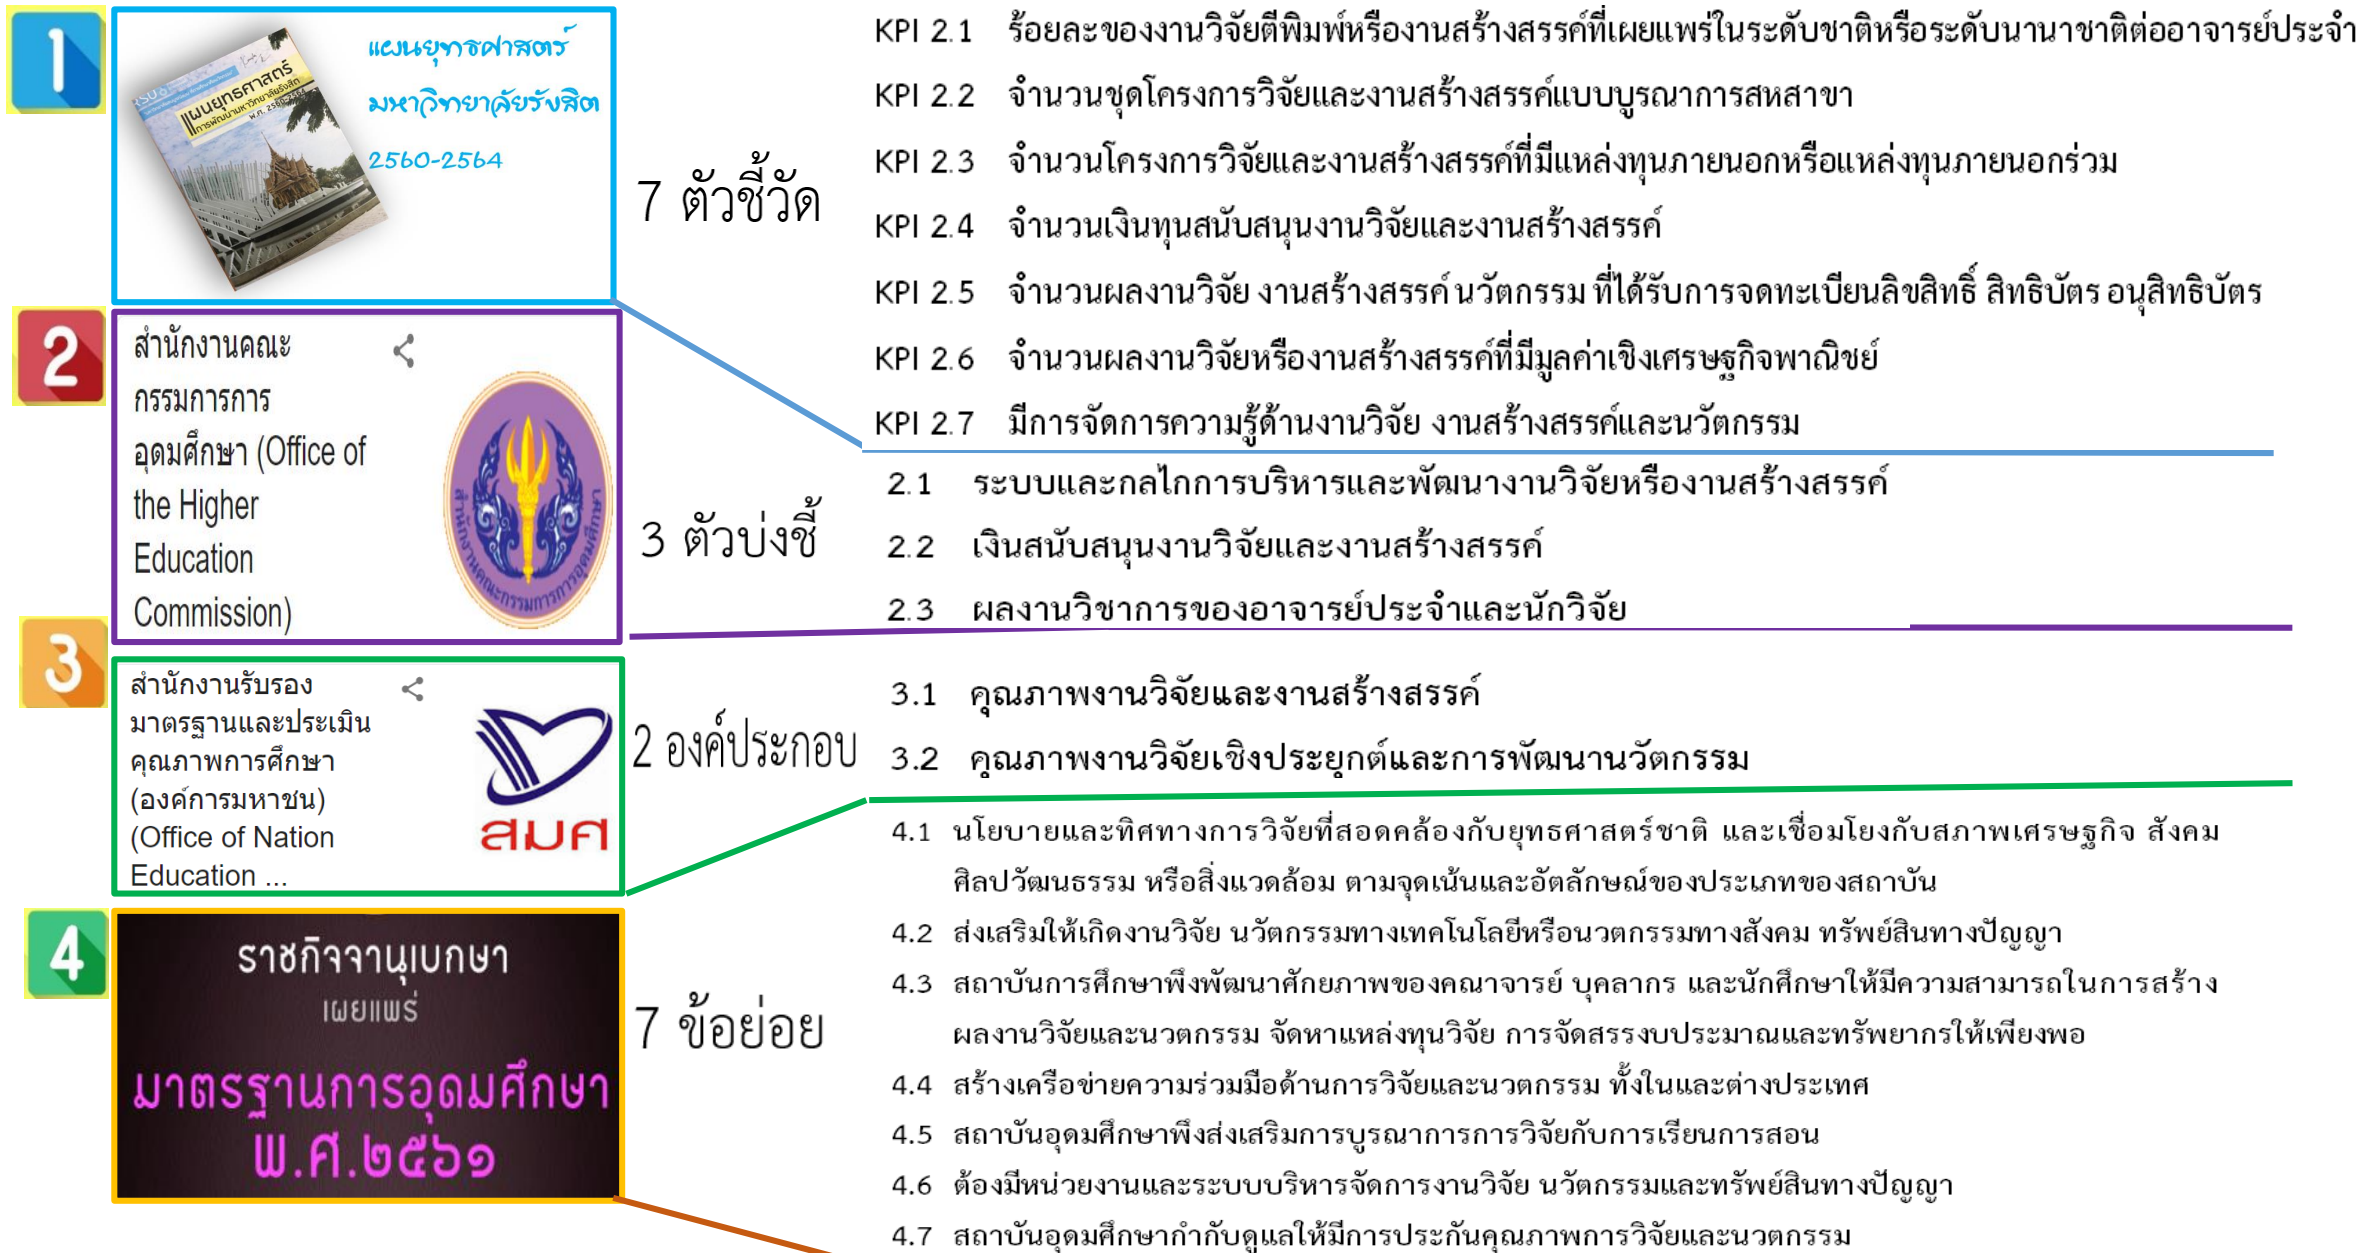 1
แผนยุทธศาสตร์
มหาวิทยาลัยรังสิต
2560-2564
แผนยุทธศาสตร์
การพัฒนามหาวิทยาลัยรังสิต
พ.ศ. 2560-2564
7 ตัวชี้วัด
KPI 2.1 ร้อยละของงานวิจัยตีพิมพ์หรืองานสร้างสรรค์ที่เผยแพร่ในระดับชาติหรือระดับนานาชาติต่ออาจารย์ประจำ
KPI 2.2 จำนวนชุดโครงการวิจัยและงานสร้างสรรค์แบบบูรณาการสหสาขา
KPI 2.3 จำนวนโครงการวิจัยและงานสร้างสรรค์ที่มีแหล่งทุนภายนอกหรือแหล่งทุนภายนอกร่วม
KPI 2.4 จำนวนเงินทุนสนับสนุนงานวิจัยและงานสร้างสรรค์
KPI 2.5 จำนวนผลงานวิจัย งานสร้างสรรค์ นวัตกรรม ที่ได้รับการจดทะเบียนลิขสิทธิ์ สิทธิบัตร อนุสิทธิบัตร
KPI 2.6 จำนวนผลงานวิจัยหรืองานสร้างสรรค์ที่มีมูลค่าเชิงเศรษฐกิจพาณิชย์
KPI 2.7 มีการจัดการความรู้ด้านงานวิจัย งานสร้างสรรค์และนวัตกรรม
2
สำนักงานคณะ
กรรมการการ
อุดมศึกษา (Office of
the Higher
Education
Commission)
สำนักงานคณะกรรมการการอุดมศึกษา
3 ตัวบ่งชี้
2.1 ระบบและกลไกการบริหารและพัฒนางานวิจัยหรืองานสร้างสรรค์
2.2 เงินสนับสนุนงานวิจัยและงานสร้างสรรค์
2.3 ผลงานวิชาการของอาจารย์ประจำและนักวิจัย
3
สำนักงานรับรอง
มาตรฐานและประเมิน
คุณภาพการศึกษา
(องค์การมหาชน)
(Office of Nation
Education ...
สมศ
2 องค์ประกอบ
3.1 คุณภาพงานวิจัยและงานสร้างสรรค์
3.2 คุณภาพงานวิจัยเชิงประยุกต์และการพัฒนานวัตกรรม
4
ราชกิจจานุเบกษา
เผยแพร่
มาตรฐานการอุดมศึกษา
พ.ศ.๒๕๖๑
7 ข้อย่อย
4.1 นโยบายและทิศทางการวิจัยที่สอดคล้องกับยุทธศาสตร์ชาติ และเชื่อมโยงกับสภาพเศรษฐกิจ สังคม
ศิลปวัฒนธรรม หรือสิ่งแวดล้อม ตามจุดเน้นและอัตลักษณ์ของประเภทของสถาบัน
4.2 ส่งเสริมให้เกิดงานวิจัย นวัตกรรมทางเทคโนโลยีหรือนวตกรรมทางสังคม ทรัพย์สินทางปัญญา
4.3 สถาบันการศึกษาพึงพัฒนาศักยภาพของคณาจารย์ บุคลากร และนักศึกษาให้มีความสามารถในการสร้าง
ผลงานวิจัยและนวตกรรม จัดหาแหล่งทุนวิจัย การจัดสรรงบประมาณและทรัพยากรให้เพียงพอ
4.4 สร้างเครือข่ายความร่วมมือด้านการวิจัยและนวตกรรม ทั้งในและต่างประเทศ
4.5 สถาบันอุดมศึกษาพึงส่งเสริมการบูรณาการการวิจัยกับการเรียนการสอน
4.6 ต้องมีหน่วยงานและระบบบริหารจัดการงานวิจัย นวัตกรรมและทรัพย์สินทางปัญญา
4.7 สถาบันอุดมศึกษากำกับดูแลให้มีการประกันคุณภาพการวิจัยและนวตกรรม